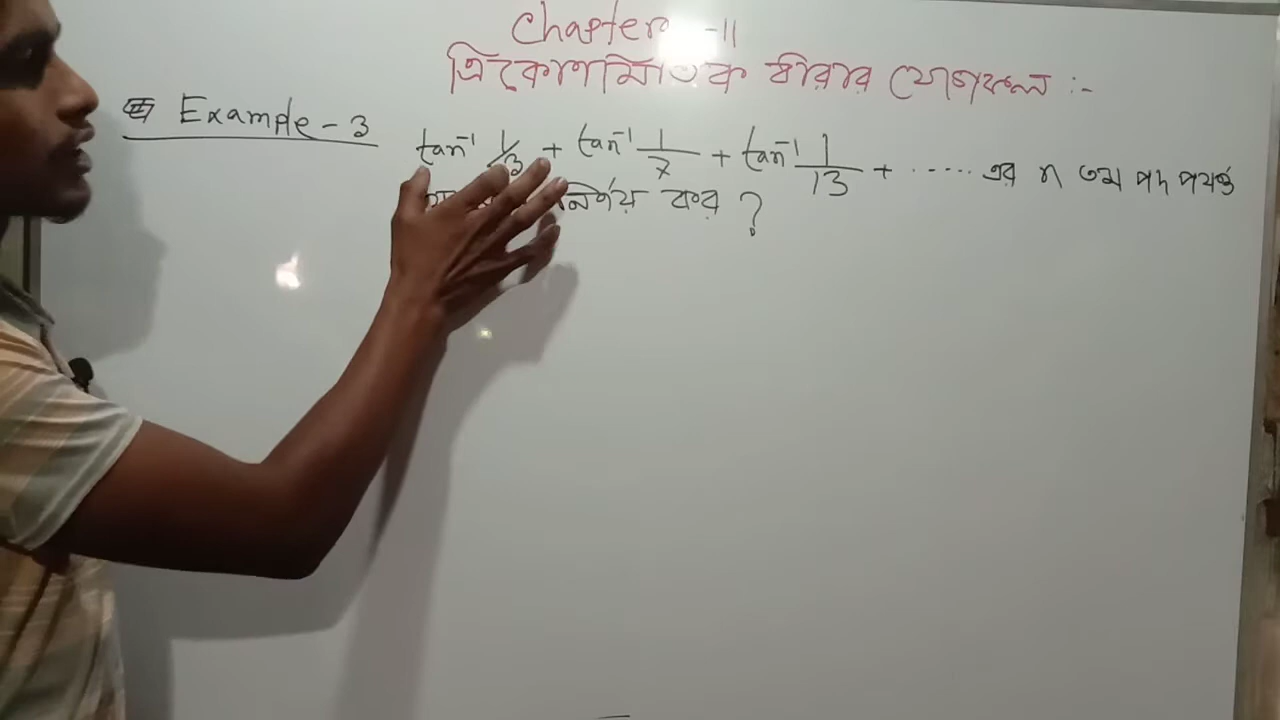 Chapter -11
ত্রিকোণমিতিক ধারার যোগফল :-
Example-3
tan⁻¹ 1/3 + tan⁻¹ 1/7 + tan⁻¹ 1/13 + ..... এর n তম পদ পর্যন্ত
নির্ণয় কর ?